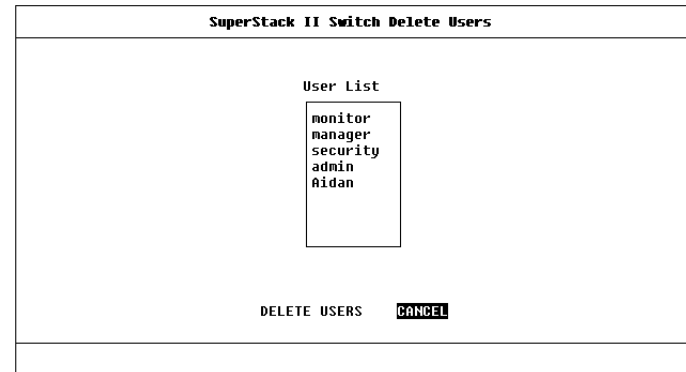 SuperStack II Switch Delete Users
User List
monitor
manager
security
admin
Aidan
DELETE USERS CANCEL